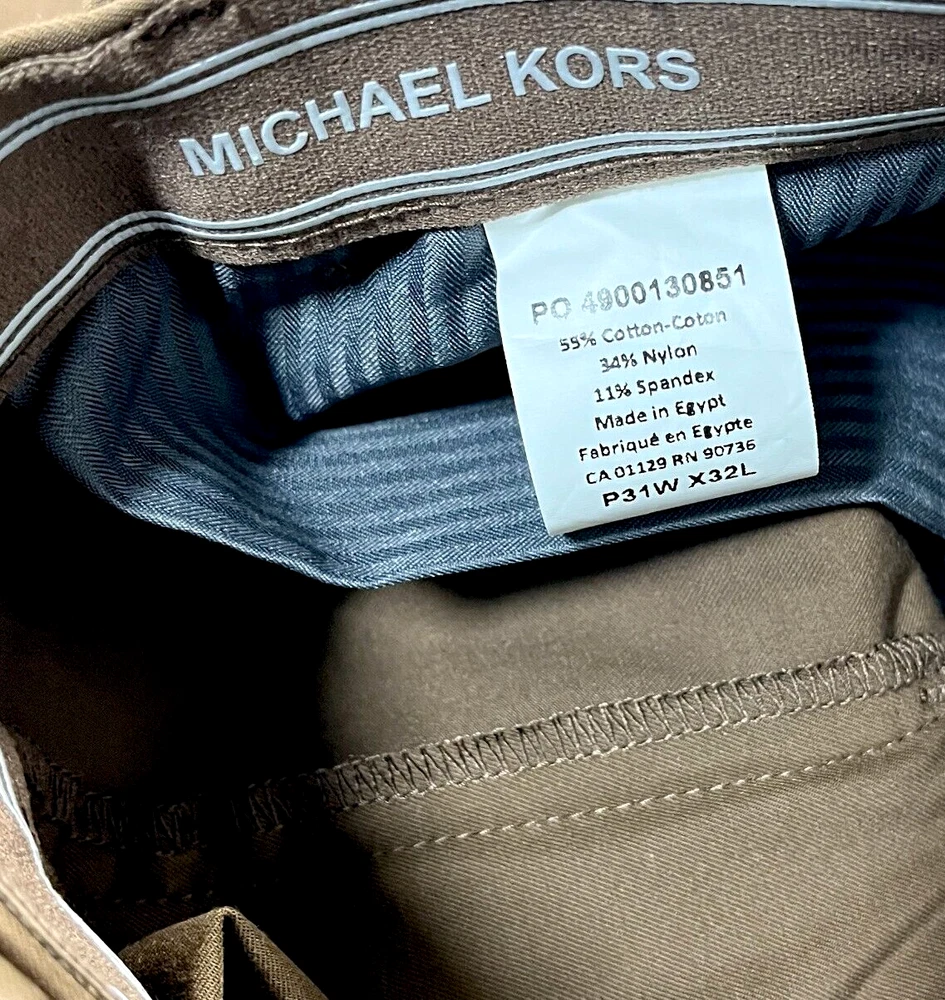 MICHAEL KORS
PO 4900130851
55% Cotton-Coton
34% Nylon
11% Spandex
Made in Egypt
Fabriqué en Egypte
CA 01129 RN 90736
P31W X32L